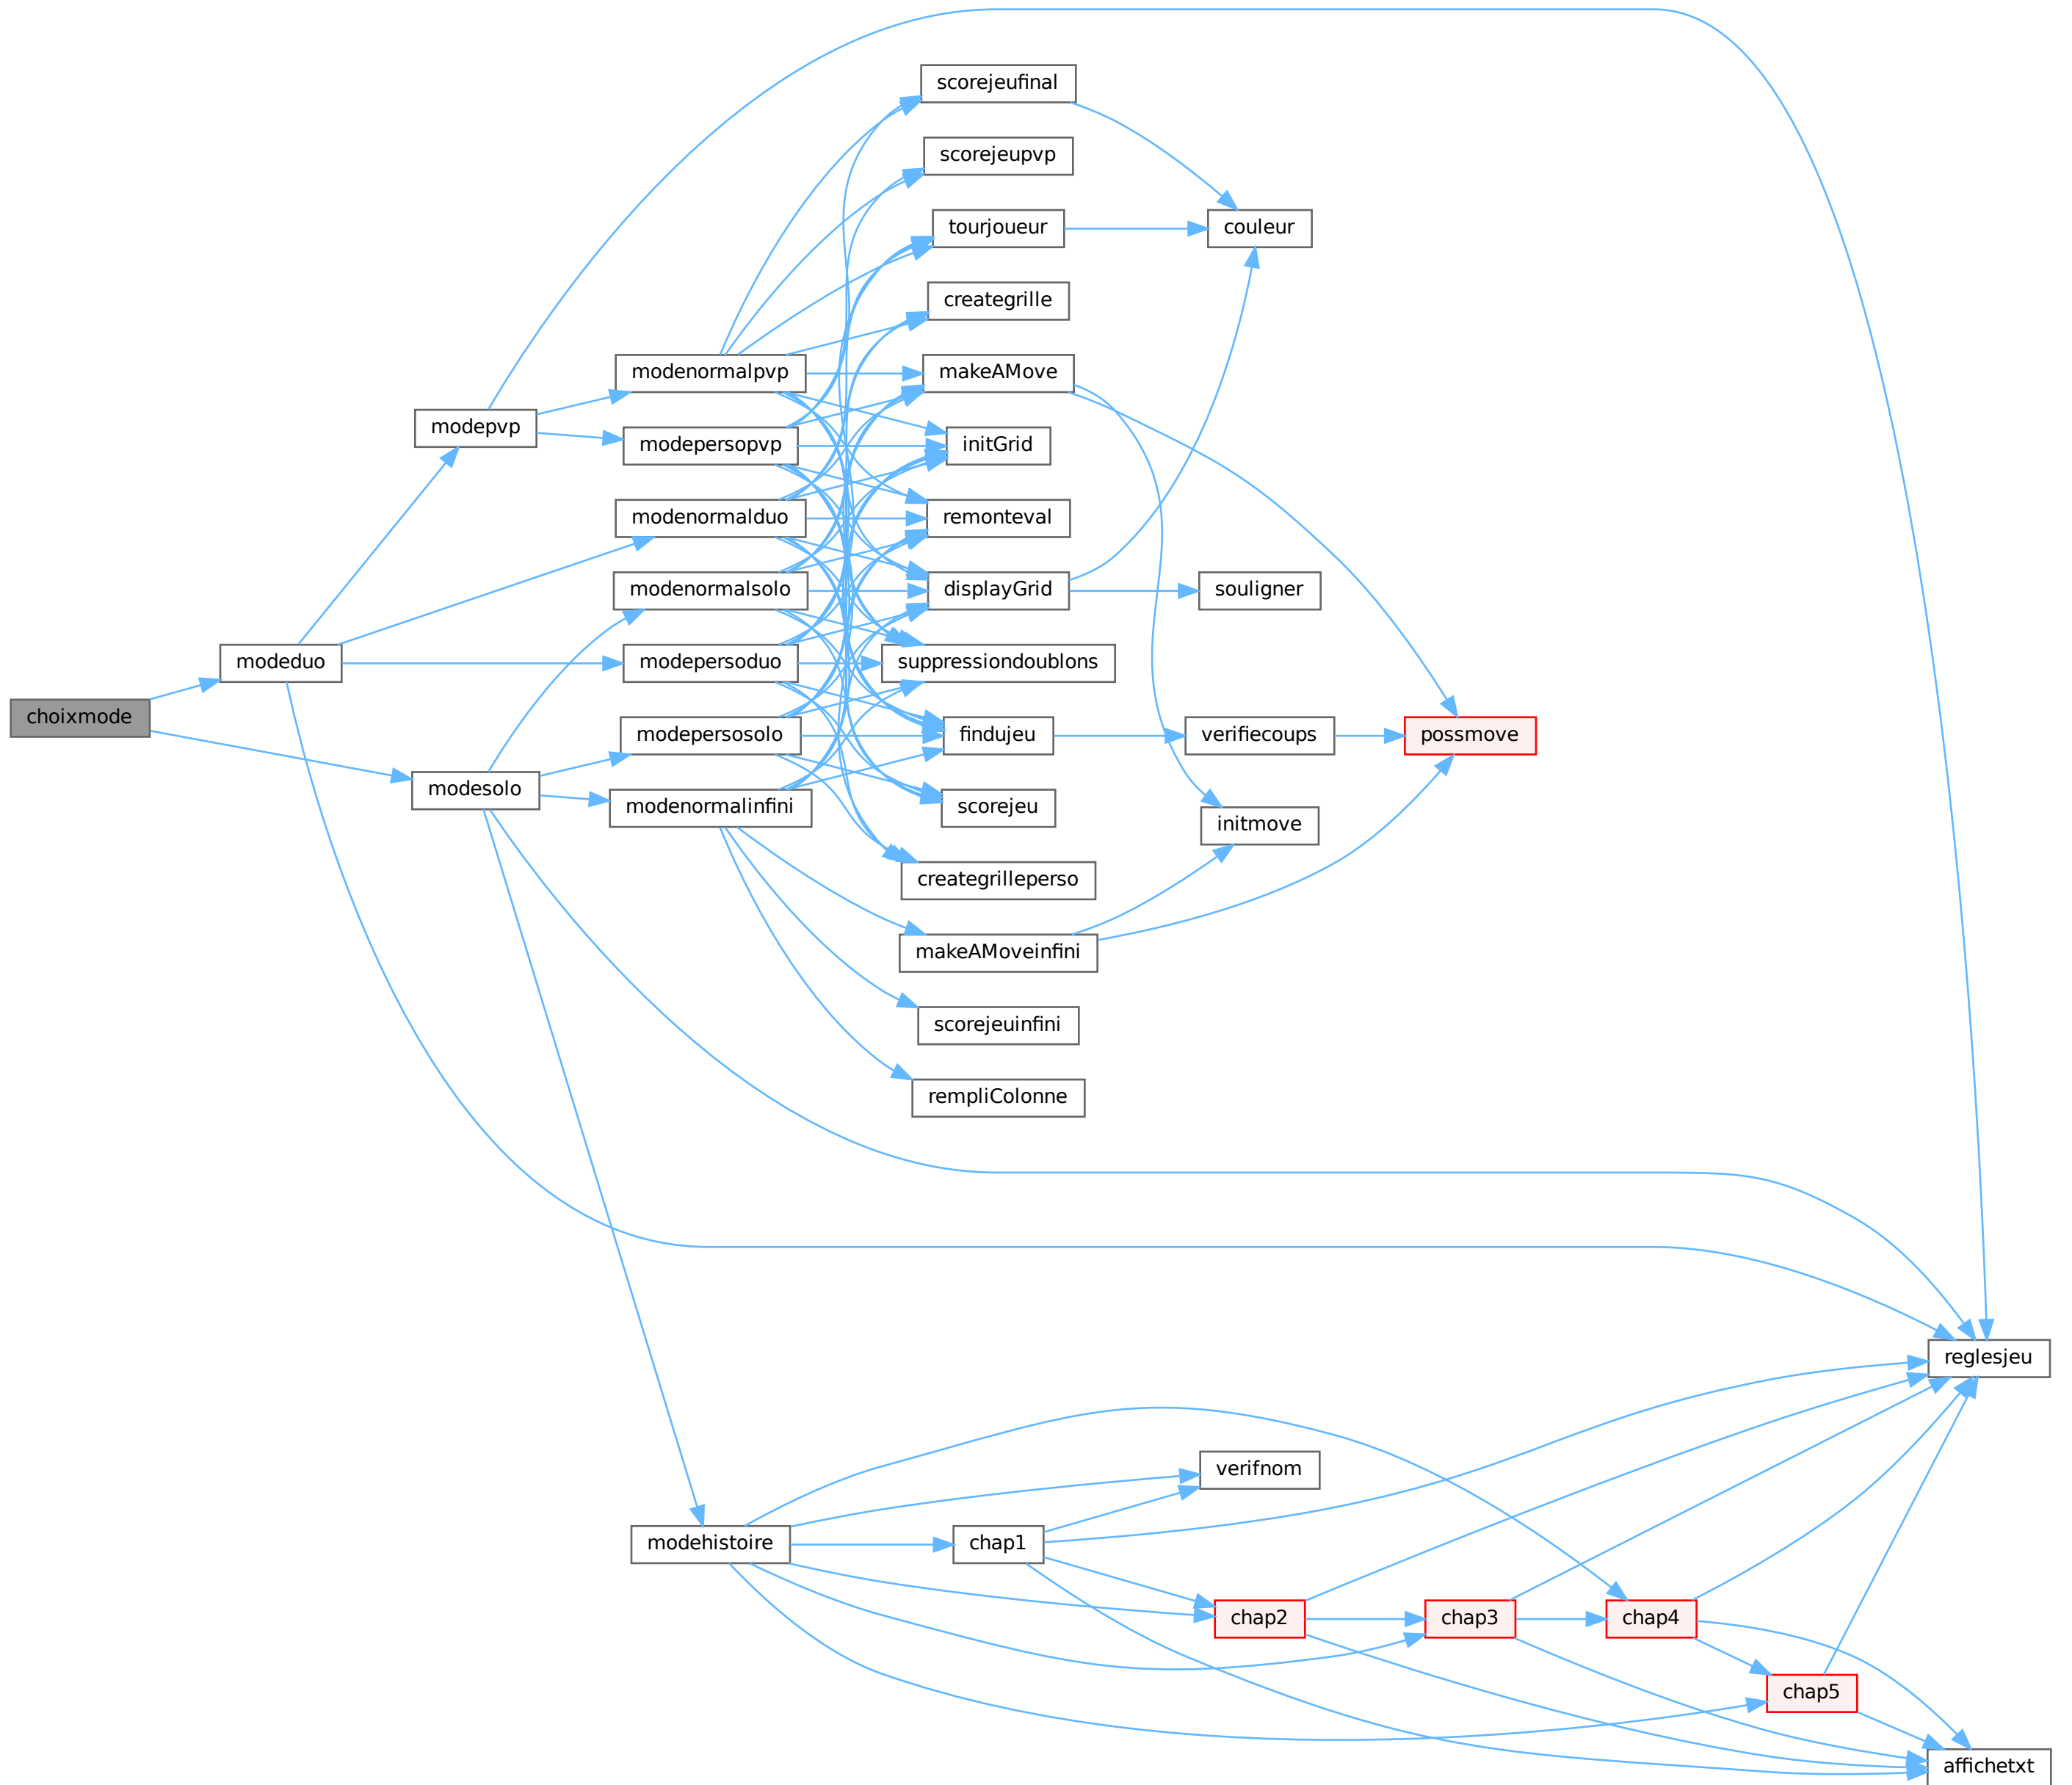 choixmode
modeduo
modepvp
modesolo
modenormalpvp
modepersopvp
modenormalduo
modenormalsolo
modepersoduo
modepersosolo
modenormalinfini
modehistoire
scorejeufinal
scorejeupvp
tourjoueur
creategrille
makeAMove
initGrid
remonteval
displayGrid
suppressiondoublons
findujeu
scorejeu
creategrilleperso
makeAMoveinfini
scorejeuinfini
rempliColonne
chap1
couleur
souligner
verifiecoups
initmove
verifnom
chap2
possmove
chap3
chap4
chap5
reglesjeu
affichetxt